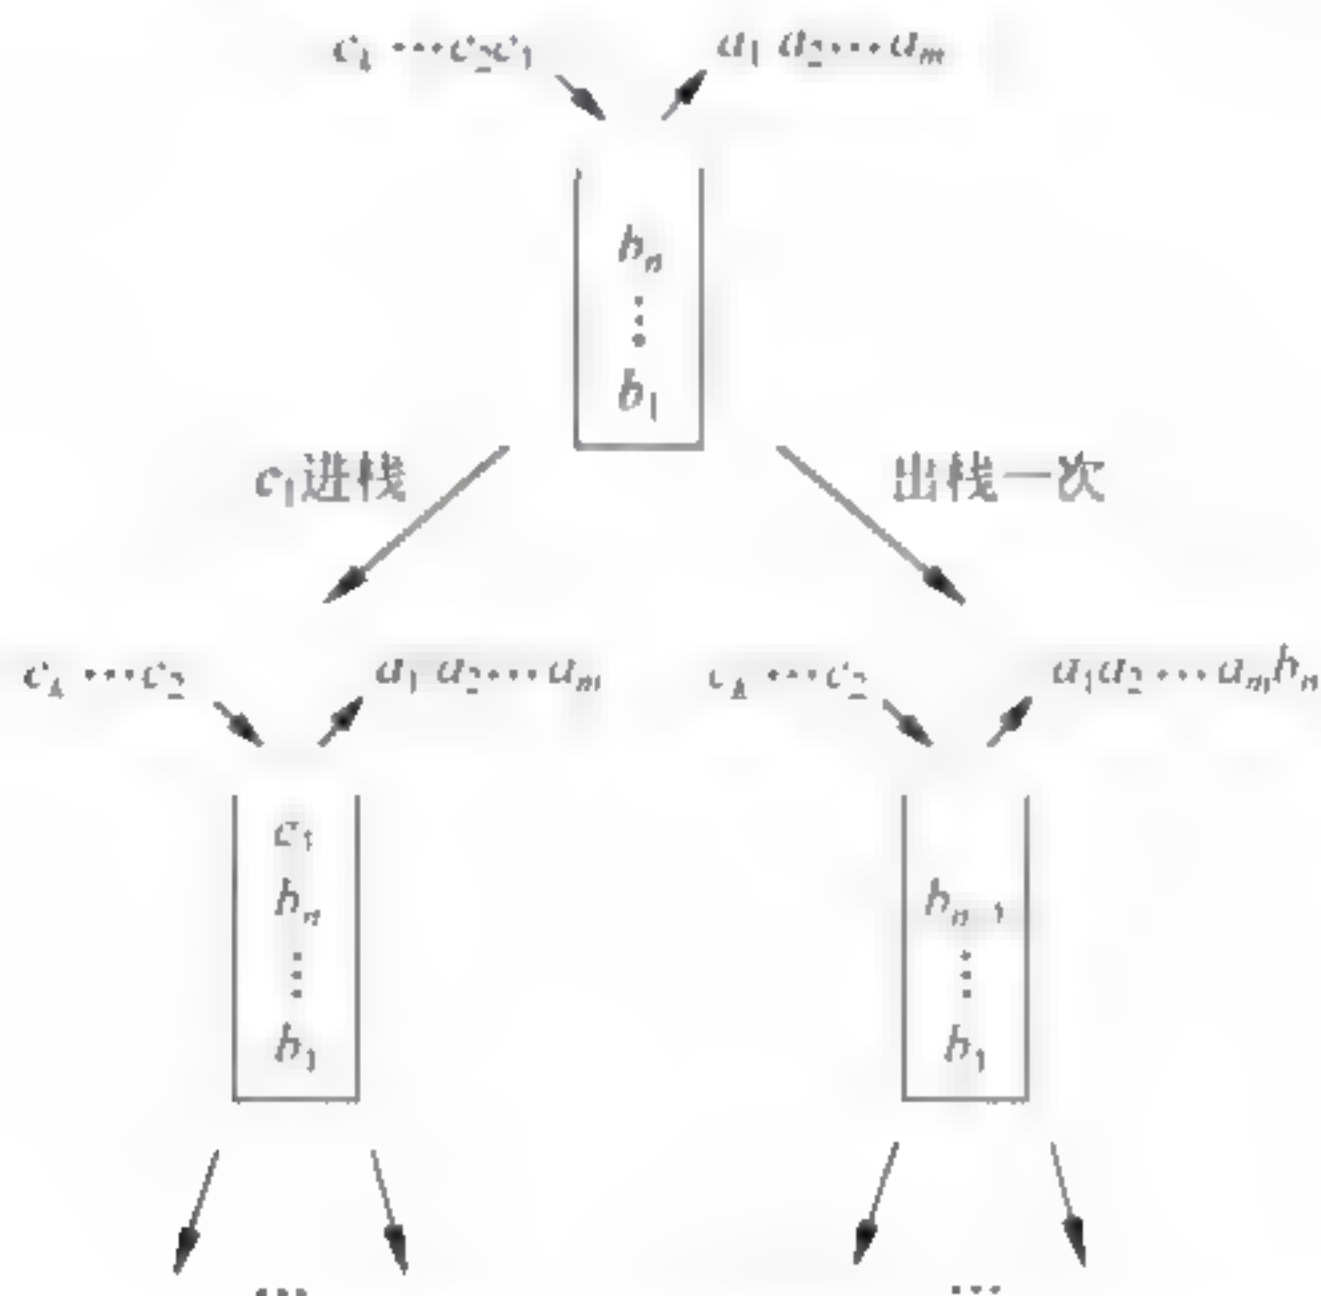 c_k ⋯c_2c_1
a_1 a_2⋯a_m
b_n
⋮
b_1
c_1进栈
出栈一次
c_k ⋯c_2
a_1 a_2⋯a_m
c_k ⋯c_2
a_1a_2⋯a_mb_n
c_1
b_n
⋮
b_1
b_{n-1}
⋮
b_1
⋯
⋯